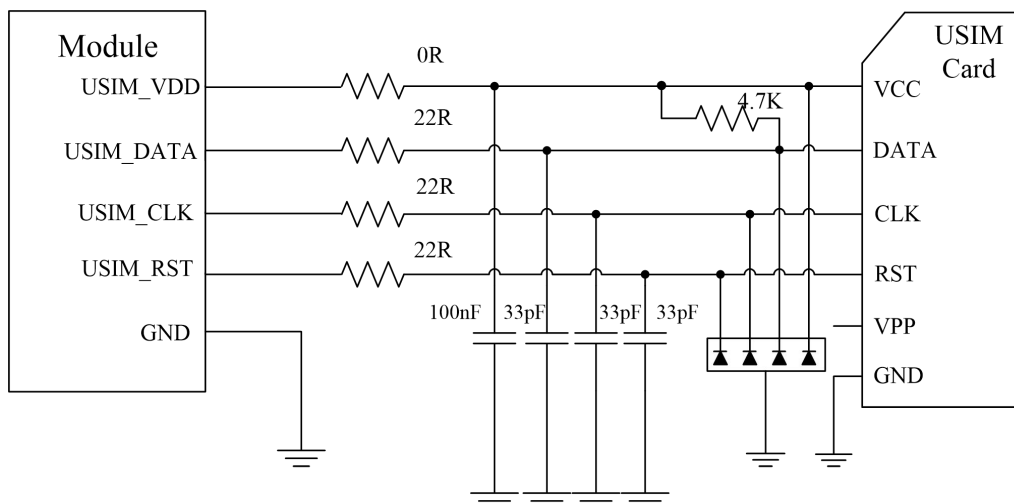 Module
USIM_VDD
USIM_DATA
USIM_CLK
USIM_RST
GND
0R
22R
22R
22R
4.7K
100nF
33pF
33pF
33pF
USIM
Card
VCC
DATA
CLK
RST
VPP
GND